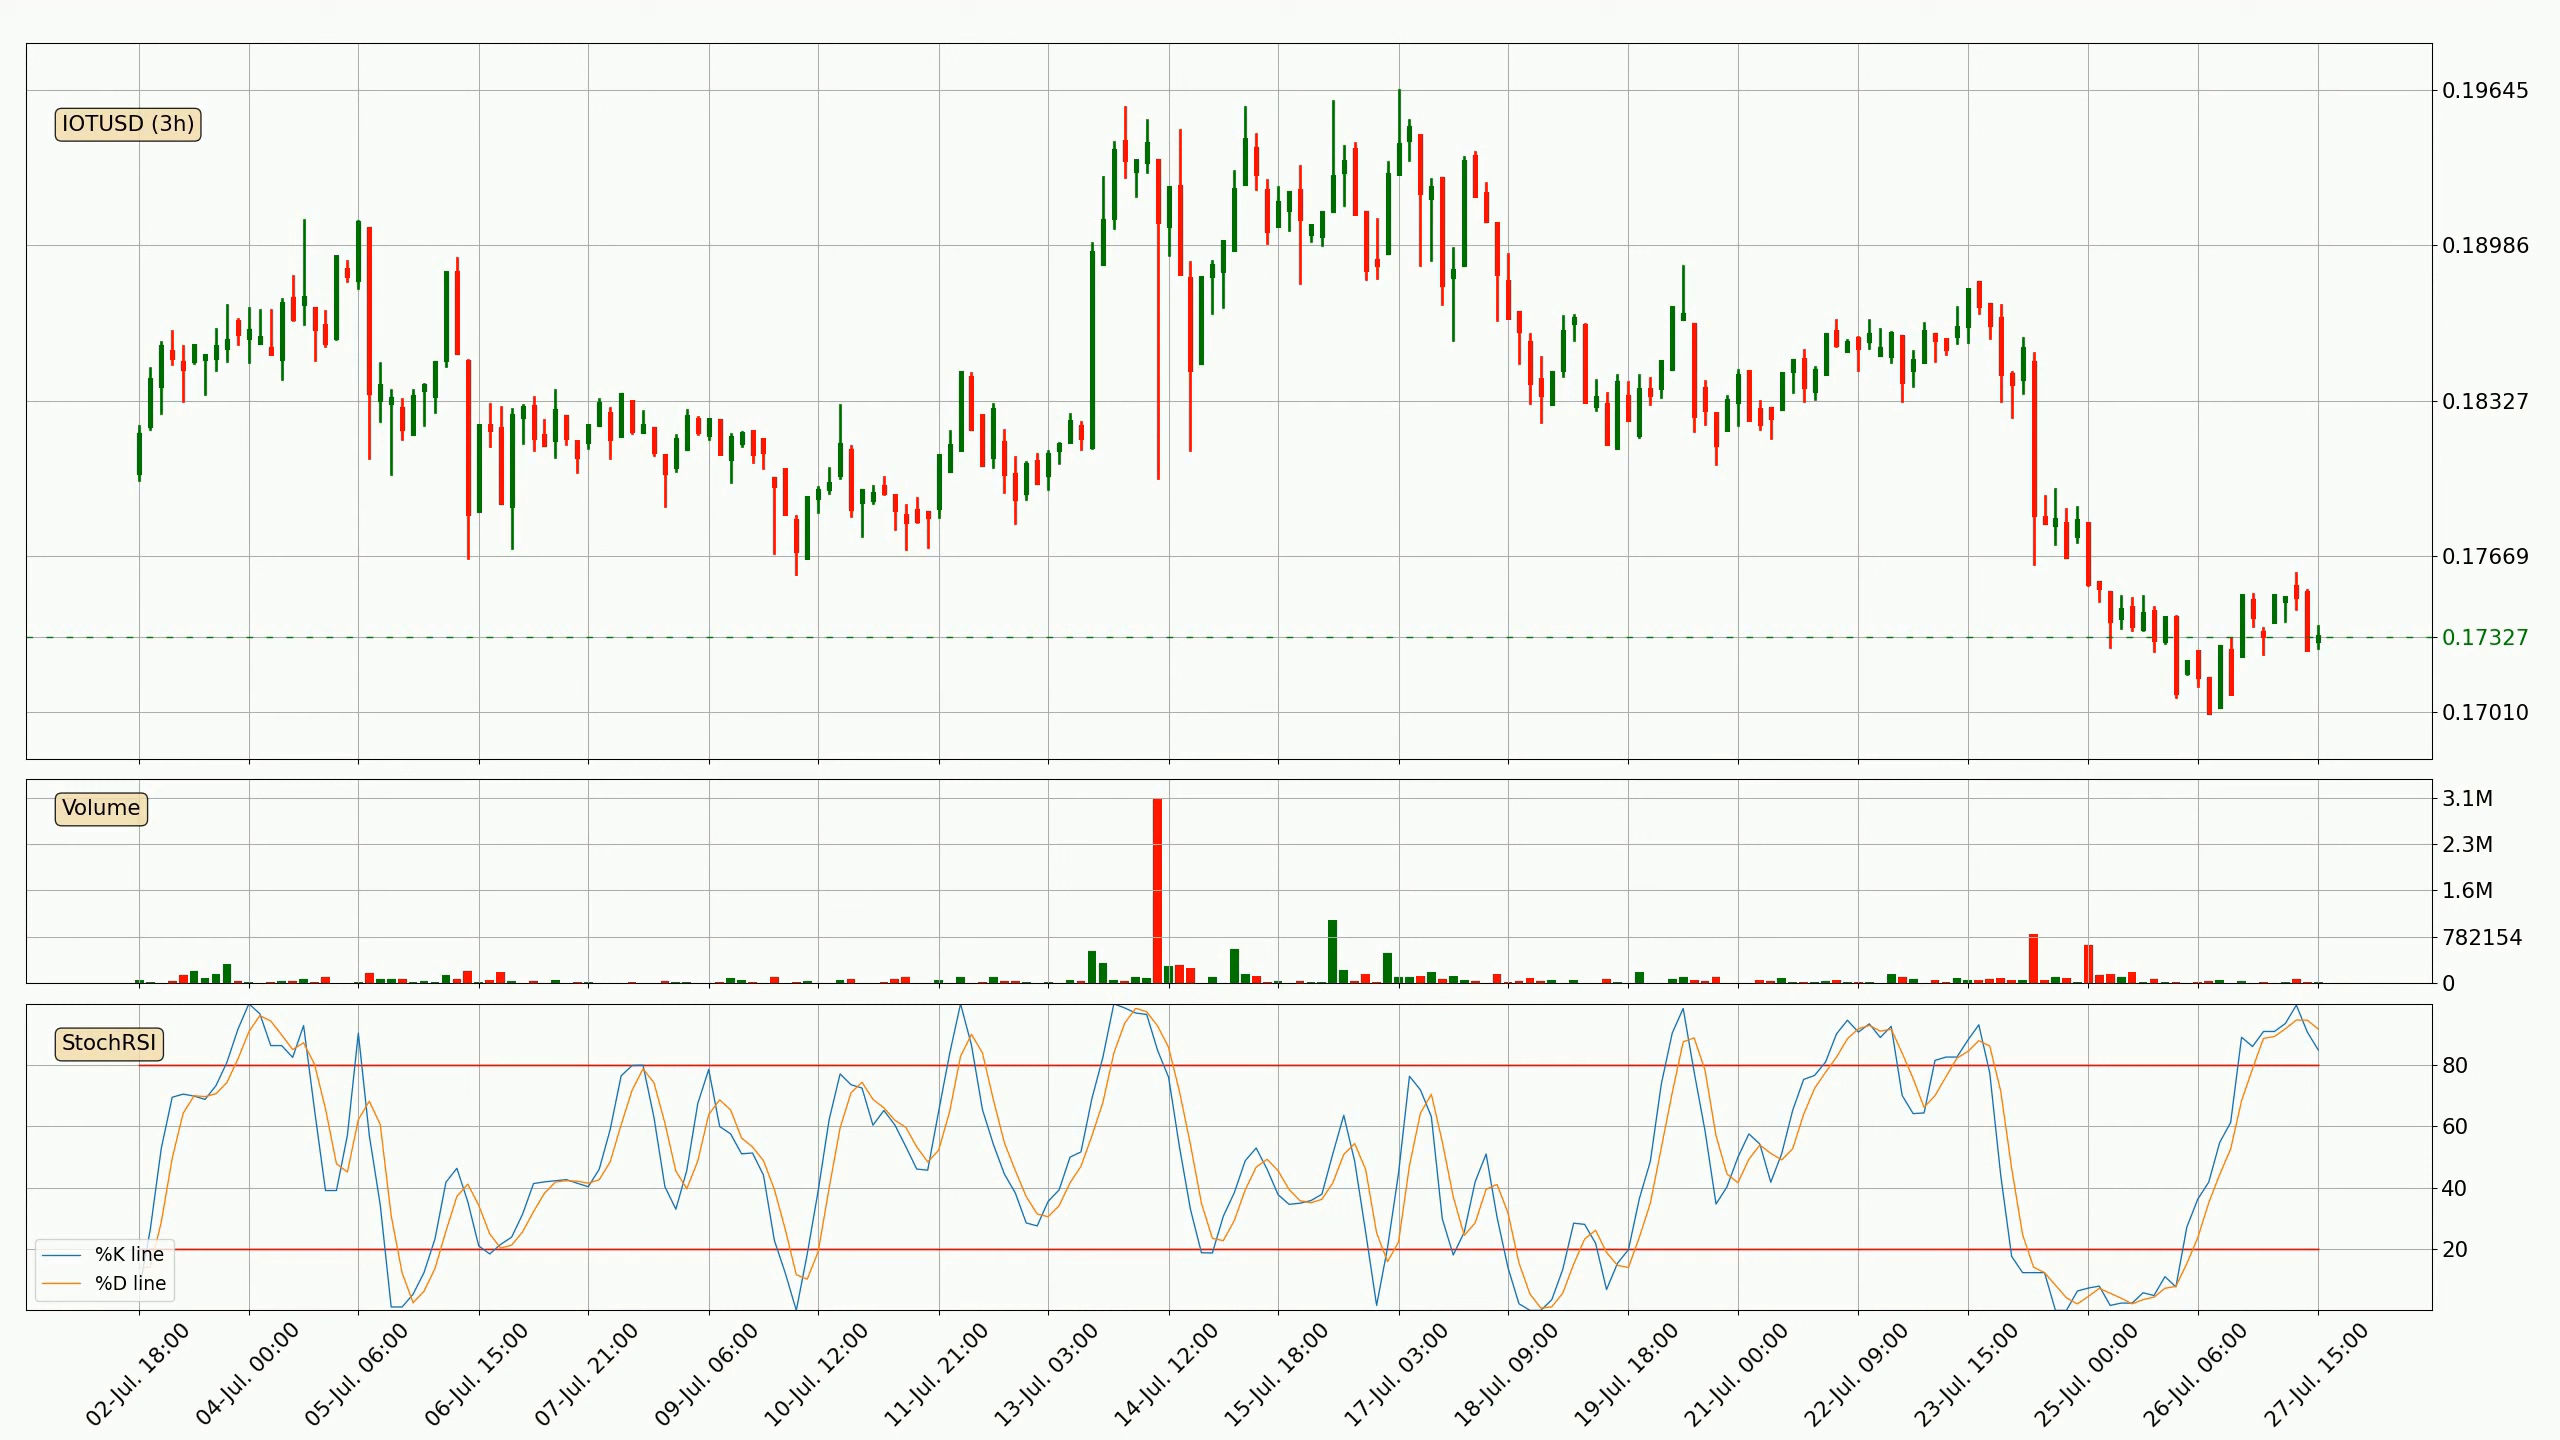 IOTUSD (3h)
0.19645
0.18986
0.18327
0.17669
0.17327
0.17010
Volume
3.1M
2.3M
1.6M
782154
0
StochRSI
80
60
40
20
%K line
%D line
02-Jul. 18:00
04-Jul. 00:00
05-Jul. 06:00
06-Jul. 15:00
07-Jul. 21:00
09-Jul. 06:00
10-Jul. 12:00
11-Jul. 21:00
13-Jul. 03:00
14-Jul. 12:00
15-Jul. 18:00
17-Jul. 03:00
18-Jul. 09:00
19-Jul. 18:00
21-Jul. 00:00
22-Jul. 09:00
23-Jul. 15:00
25-Jul. 00:00
26-Jul. 06:00
27-Jul. 15:00